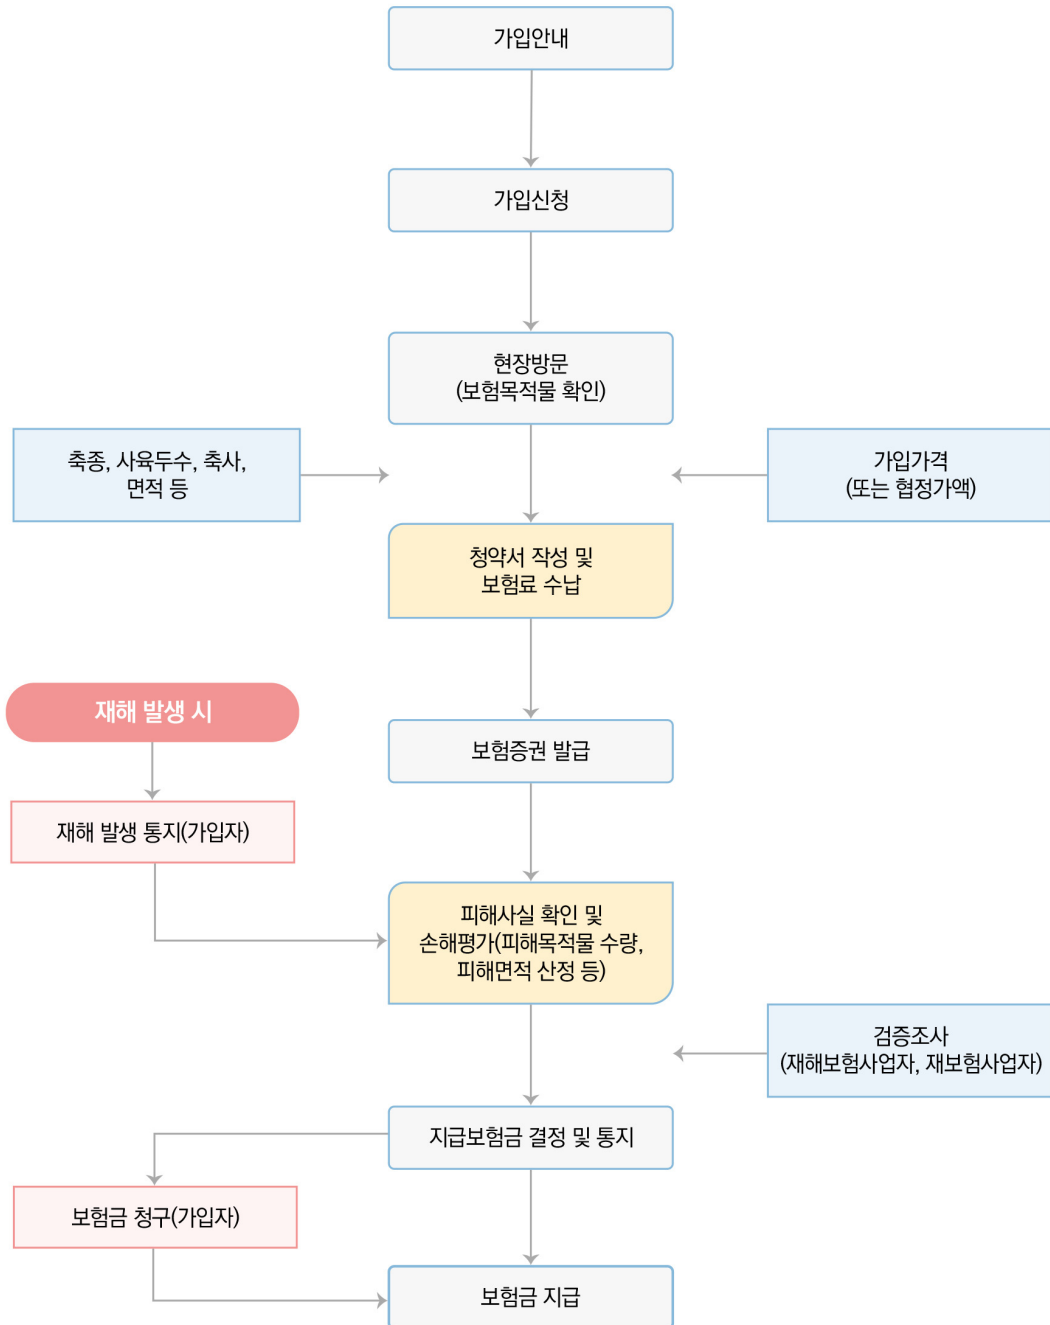 가입안내
가입신청
현장방문
(보험목적물 확인)
축종, 사육두수, 축사,
면적 등
가입가격
(또는 협정가액)
청약서 작성 및
보험료 수납
재해 발생 시
보험증권 발급
재해 발생 통지(가입자)
피해사실 확인 및
손해평가(피해목적물 수량,
피해면적 산정 등)
검증조사
(재해보험사업자, 재보험사업자)
지급보험금 결정 및 통지
보험금 청구(가입자)
보험금 지급